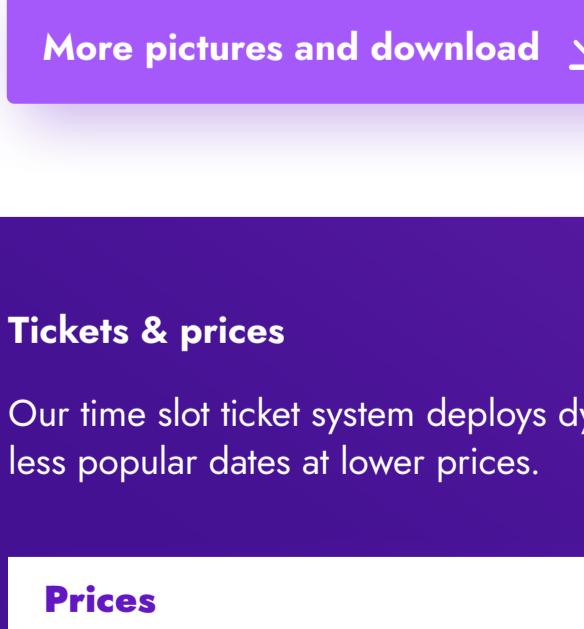 More pictures and download
Tickets & prices
Our time slot ticket system deploys
less popular dates at lower prices.
Prices